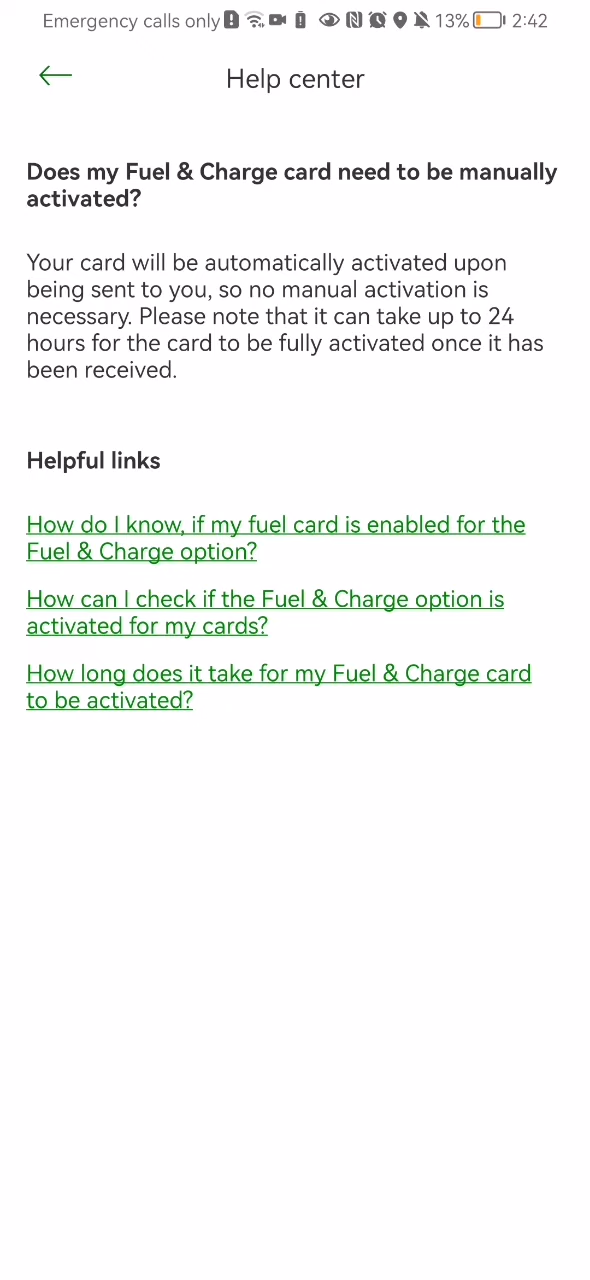 Emergency calls only 13% 2:42
Help center
Does my Fuel & Charge card need to be manually
activated?
Your card will be automatically activated upon
being sent to you, so no manual activation is
necessary. Please note that it can take up to 24
hours for the card to be fully activated once it has
been received.
Helpful links
How do I know, if my fuel card is enabled for the
Fuel & Charge option?
How can I check if the Fuel & Charge option is
activated for my cards?
How long does it take for my Fuel & Charge card
to be activated?